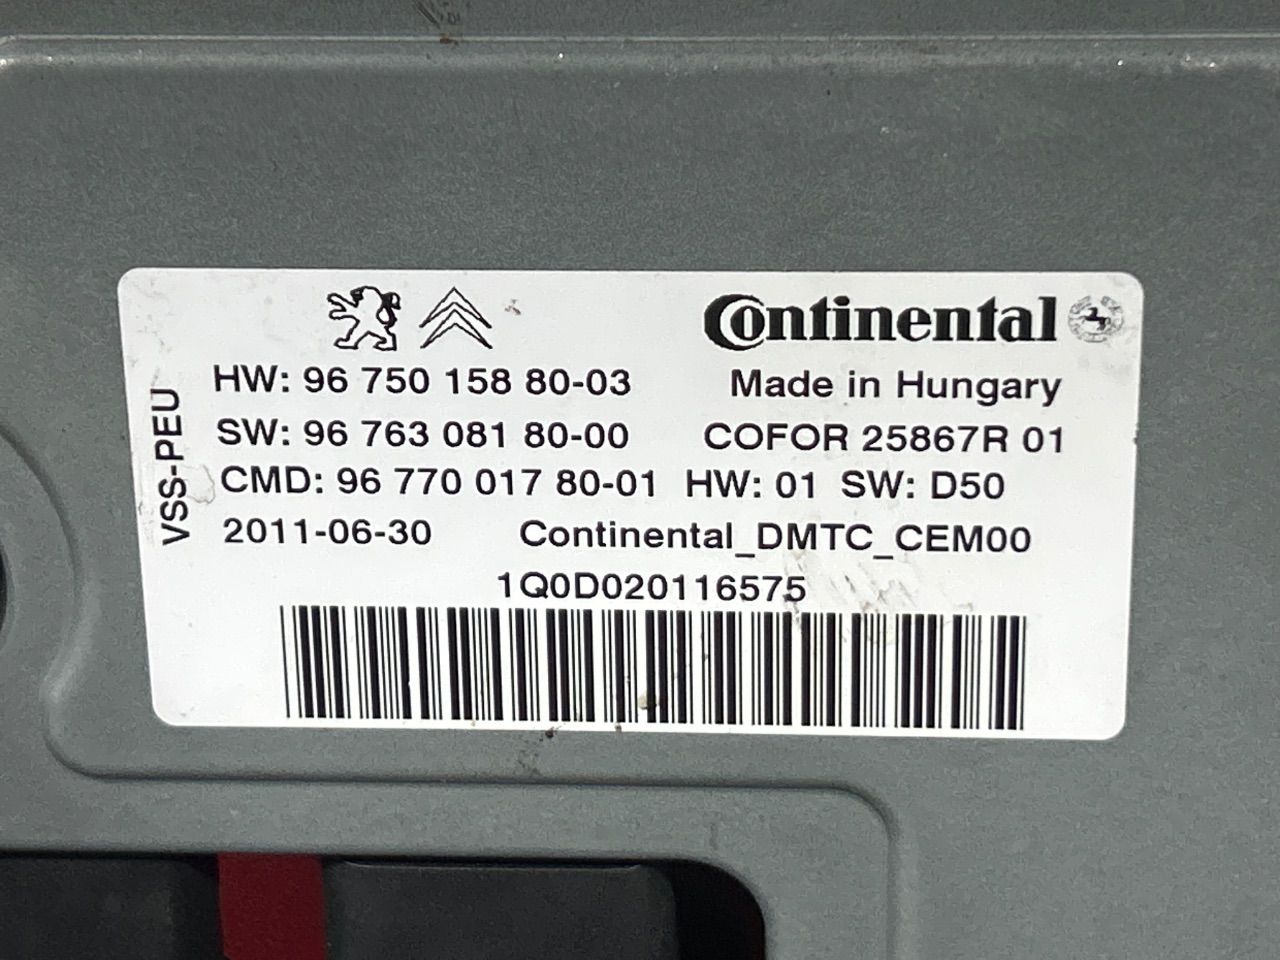 Continental
HW: 96 750 158 80-03
Made in Hungary
SW: 96 763 081 80-00
COFOR 25867R 01
CMD: 96 770 017 80-01 HW: 01 SW: D50
2011-06-30
Continental_DMTC_CEM00
1Q0D020116575
VSS-PEU